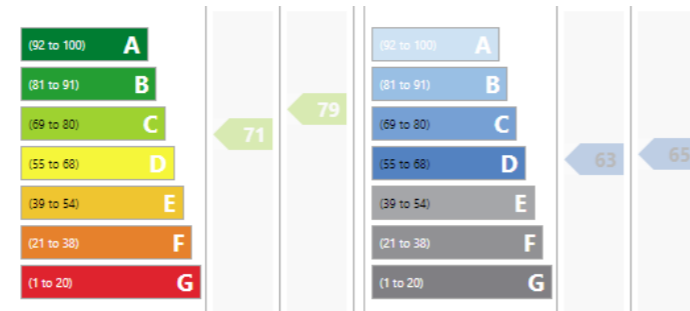 (92 to 100) A
(81 to 91) B
(69 to 80) C
(55 to 68) D
(39 to 54) E
(21 to 38) F
(1 to 20) G
71
79
(92 to 100) A
(81 to 91) B
(69 to 80) C
(55 to 68) D
(39 to 54) E
(21 to 38) F
(1 to 20) G
63
65